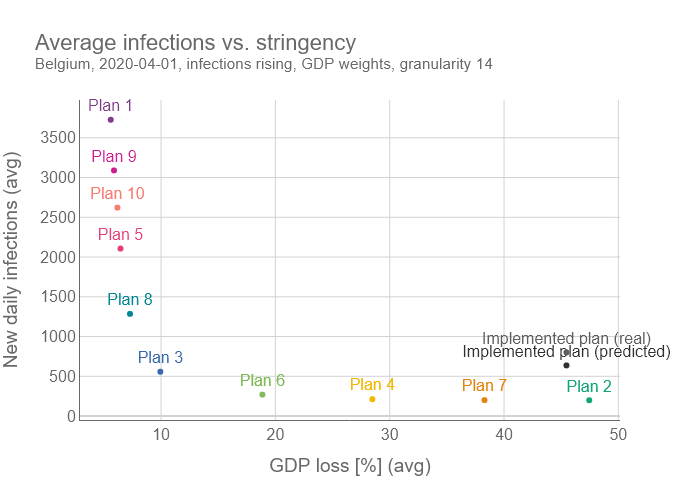 Average infections vs. stringency
Belgium, 2020-04-01, infections rising, GDP weights, granularity 14
New daily infections (avg)
3500
3000
2500
2000
1500
1000
500
0
Plan 1
Plan 9
Plan 10
Plan 5
Plan 8
Plan 3
Plan 6
Plan 4
Plan 7
Plan 2
Implemented plan (real)
Implemented plan (predicted)
10
20
30
40
50
GDP loss [%] (avg)